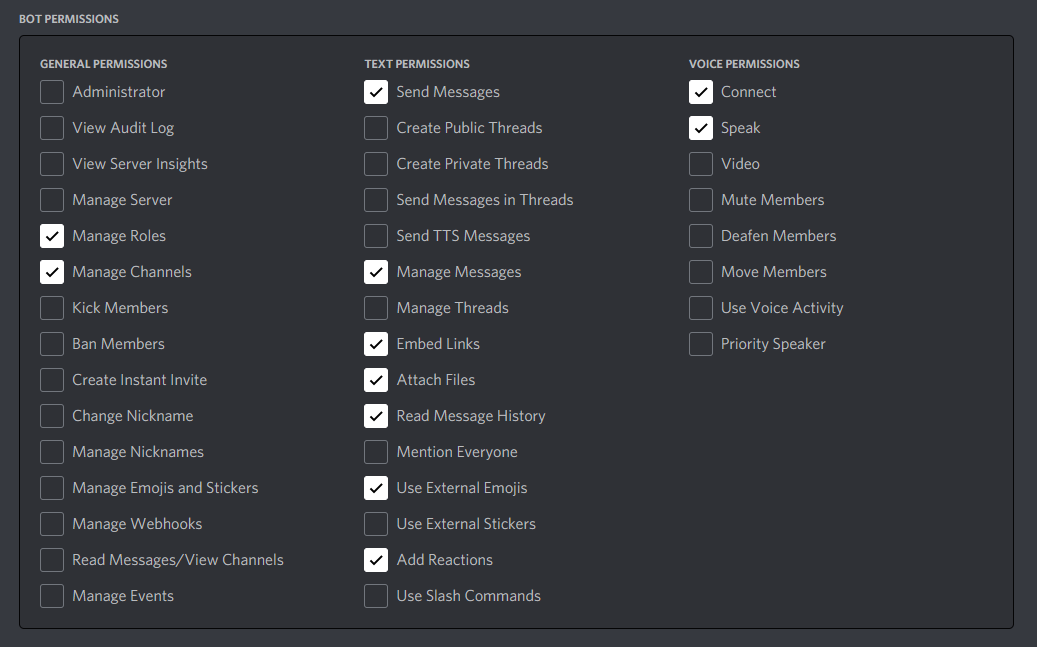 BOT PERMISSIONS
GENERAL PERMISSIONS
Administrator
View Audit Log
View Server Insights
Manage Server
Manage Roles
Manage Channels
Kick Members
Ban Members
Create Instant Invite
Change Nickname
Manage Nicknames
Manage Emojis and Stickers
Manage Webhooks
Read Messages/View Channels
Manage Events
TEXT PERMISSIONS
Send Messages
Create Public Threads
Create Private Threads
Send Messages in Threads
Send TTS Messages
Manage Messages
Manage Threads
Embed Links
Attach Files
Read Message History
Mention Everyone
Use External Emojis
Use External Stickers
Add Reactions
Use Slash Commands
VOICE PERMISSIONS
Connect
Speak
Video
Mute Members
Deafen Members
Move Members
Use Voice Activity
Priority Speaker